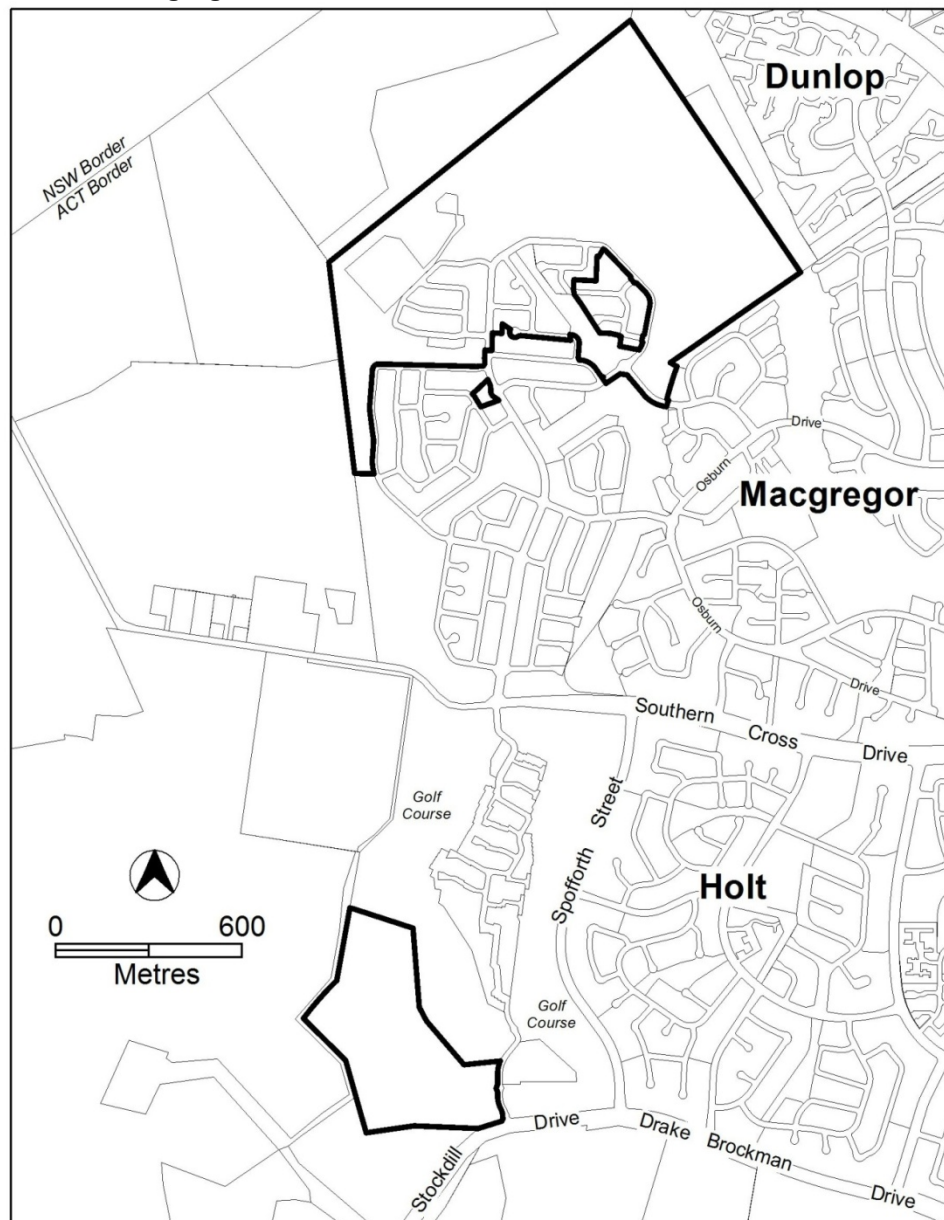 Dunlop
NSW Border
ACT Border
Drive
Osburn
Macgregor
Osburn
Drive
Southern
Cross
Drive
Golf
Course
Street
Spofforth
Holt
0 600
Metres
Golf
Course
Drive
Drake
Brockman
Drive
Stockdill